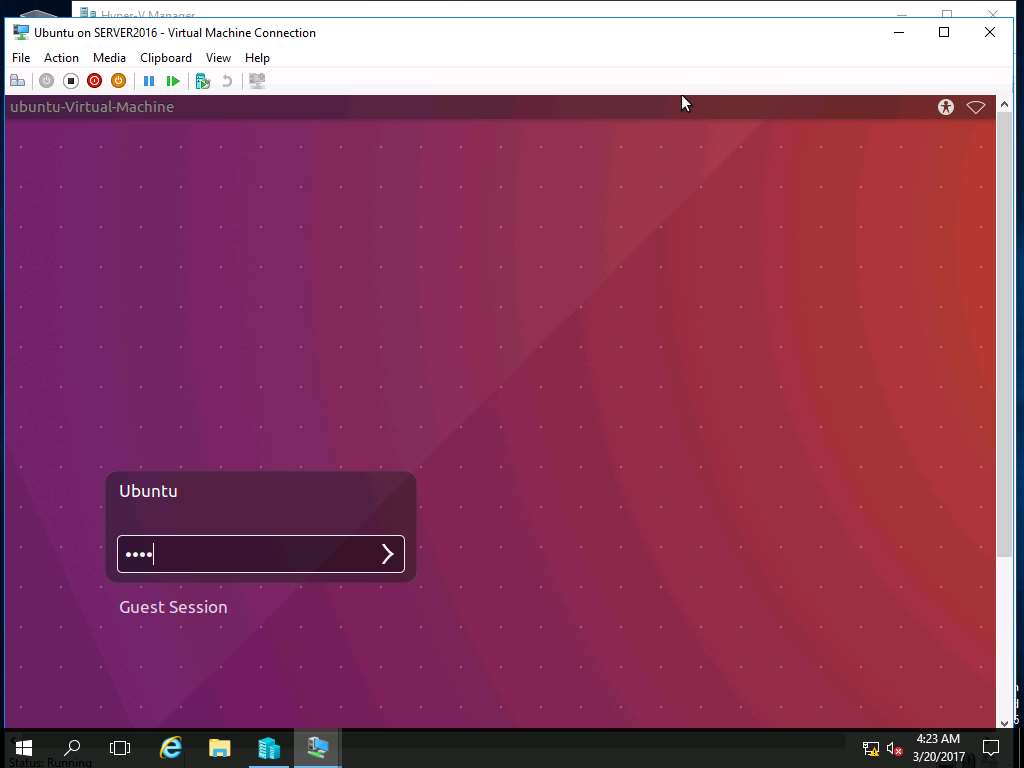 Hyper-V Manager
Ubuntu on SERVER2016 - Virtual Machine Connection
File Action Media Clipboard View Help
ubuntu-Virtual-Machine
Ubuntu
••••
Guest Session
4:23 AM
3/20/2017
Status: Running